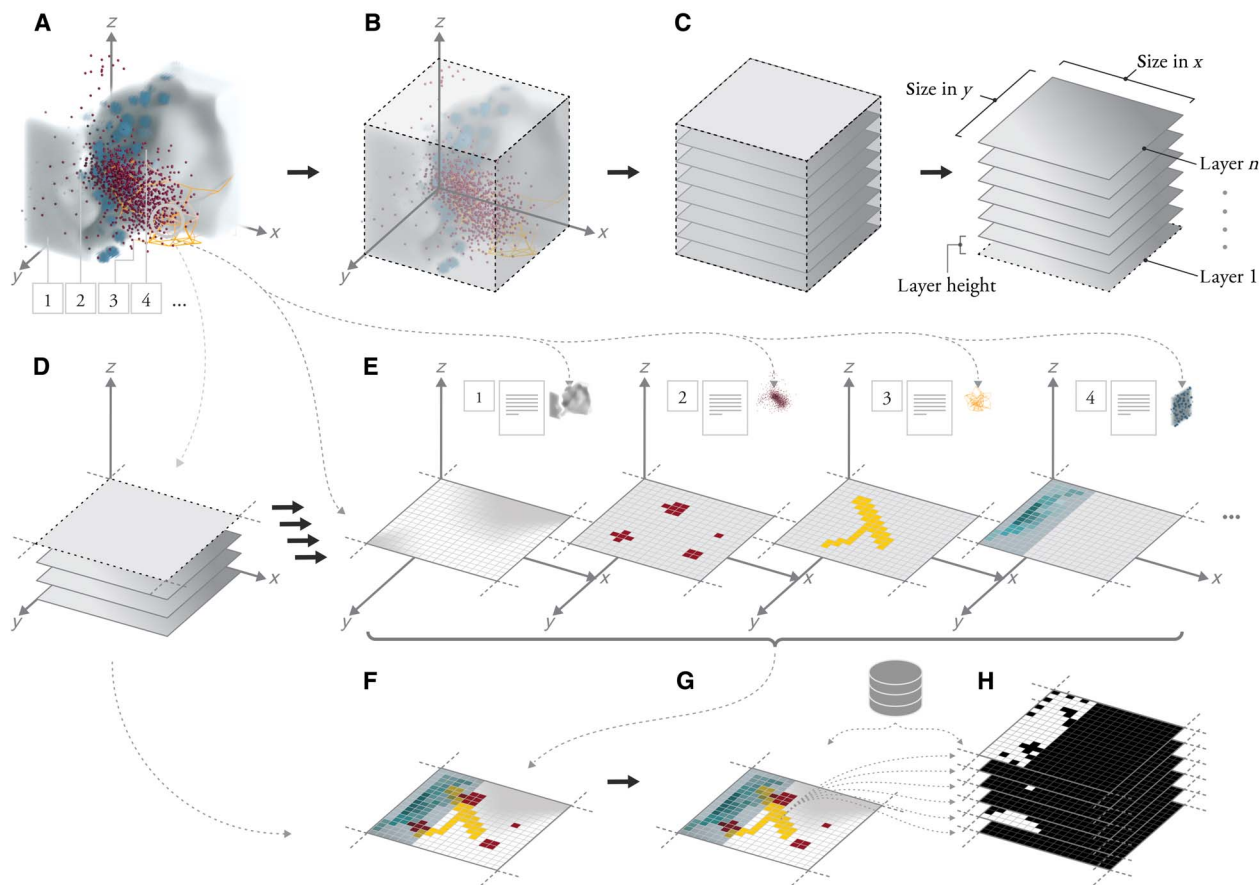 A
z
x
y
1 2 3 4 ...
B
z
x
y
C
Size in x
Size in y
Layer n
Layer height
Layer 1
D
z
x
y
E
z
1
x
y
z
2
x
y
z
3
x
y
z
4
x
y
...
F
G
H